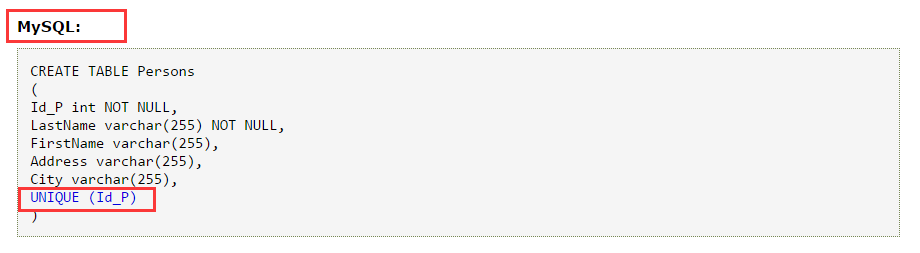 MySQL:
CREATE TABLE Persons
(
Id_P int NOT NULL,
LastName varchar(255) NOT NULL,
FirstName varchar(255),
Address varchar(255),
City varchar(255),
UNIQUE (Id_P)
)